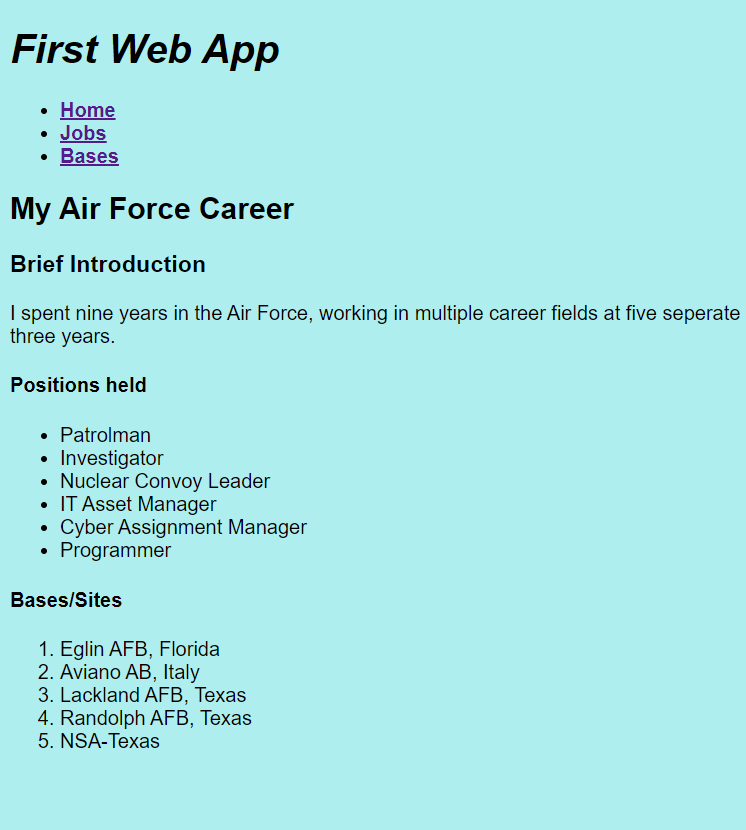 First Web App
Home
Jobs
Bases
My Air Force Career
Brief Introduction
I spent nine years in the Air Force, working in multiple career fields at five seperate
three years.
Positions held
Patrolman
Investigator
Nuclear Convoy Leader
IT Asset Manager
Cyber Assignment Manager
Programmer
Bases/Sites
1. Eglin AFB, Florida
2. Aviano AB, Italy
3. Lackland AFB, Texas
4. Randolph AFB, Texas
5. NSA-Texas